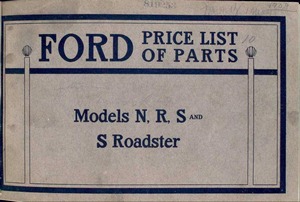 FORD PRICE LIST
OF PARTS
Models N. R. S AND
S Roadster